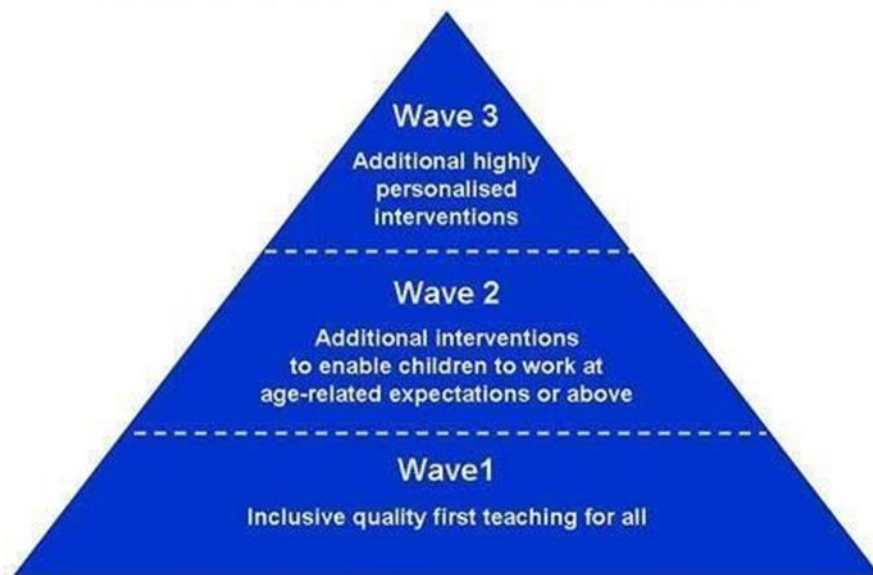 Wave 3
Additional highly
personalised
interventions
Wave 2
Additional interventions
to enable children to work at
age-related expectations or above
Wave1
Inclusive quality first teaching for all